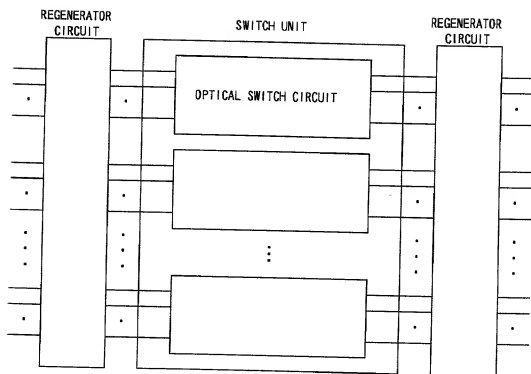 REGENERATOR
CIRCUIT
SWITCH UNIT
REGENERATOR
CIRCUIT
OPTICAL SWITCH CIRCUIT